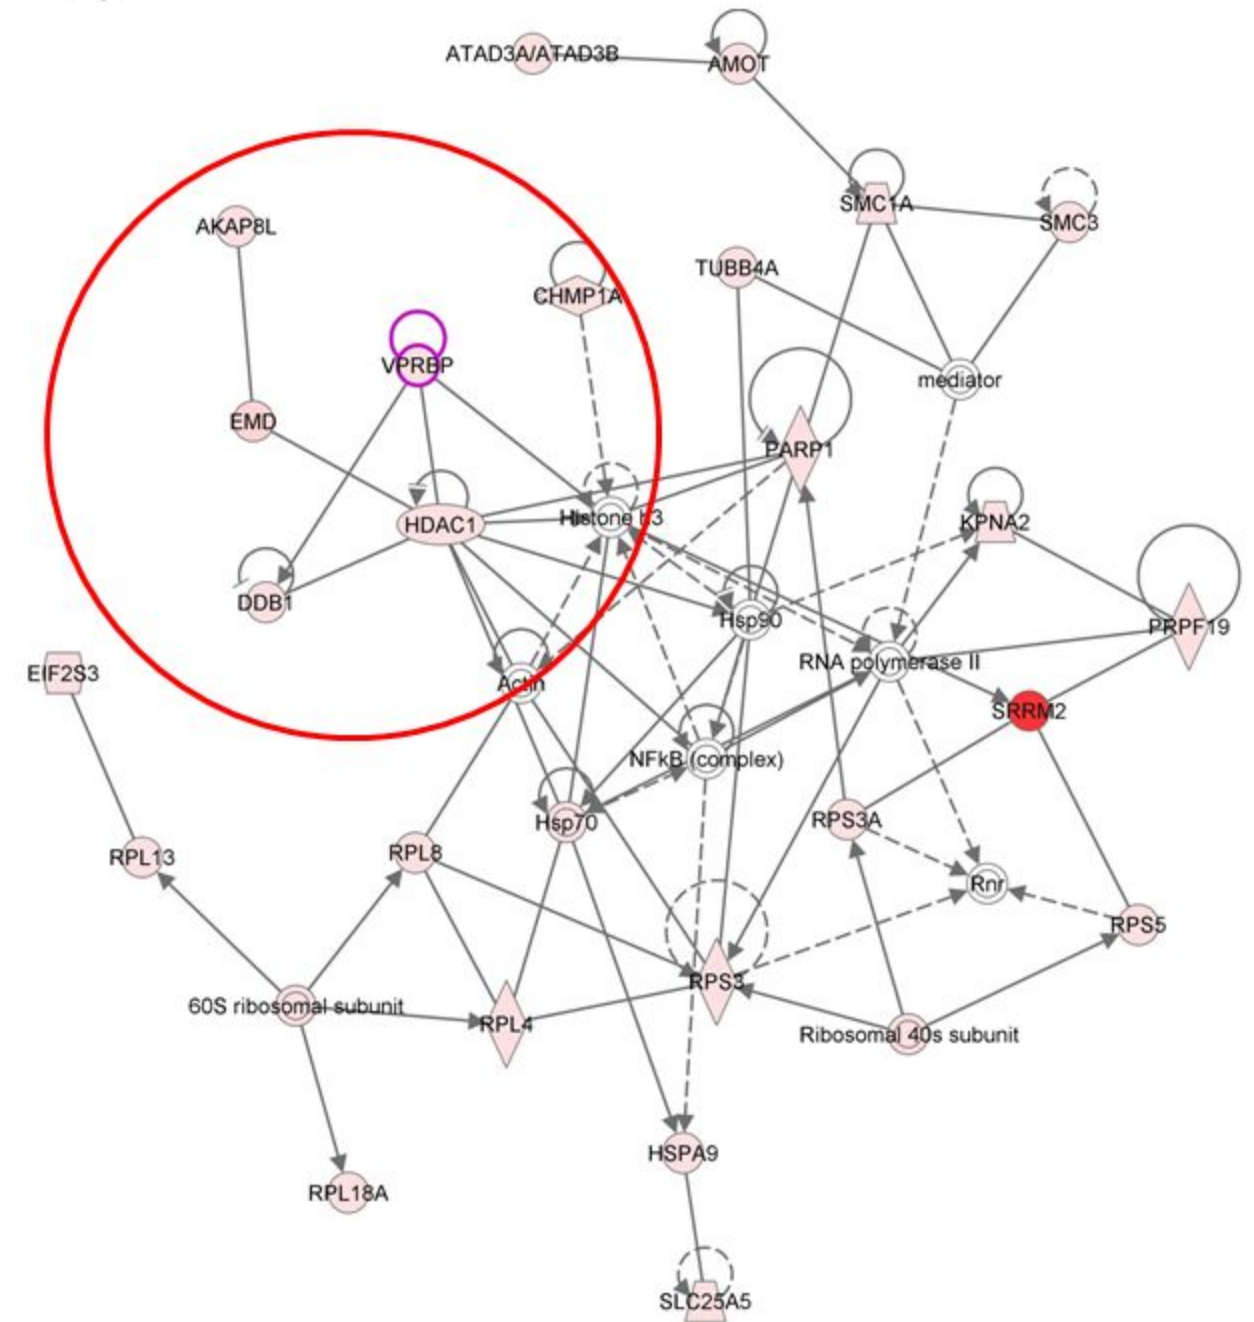 ATAD3A/ATAD3B
AMOT
SMC1A
SMC3
AKAP8L
TUBB4A
CHMP1A
VPRBP
mediator
EMD
PARP1
HDAC1
Histone h3
KPNA2
DDB1
Hsp90
PRPF19
RNA polymerase II
EIF2S3
Actin
SRRM2
NFkB (complex)
Hsp70
RPS3A
RPL13
RPL8
Rnr
RPS5
RPS3
60S ribosomal subunit
RPL4
Ribosomal 40s subunit
HSPA9
RPL18A
SLC25A5